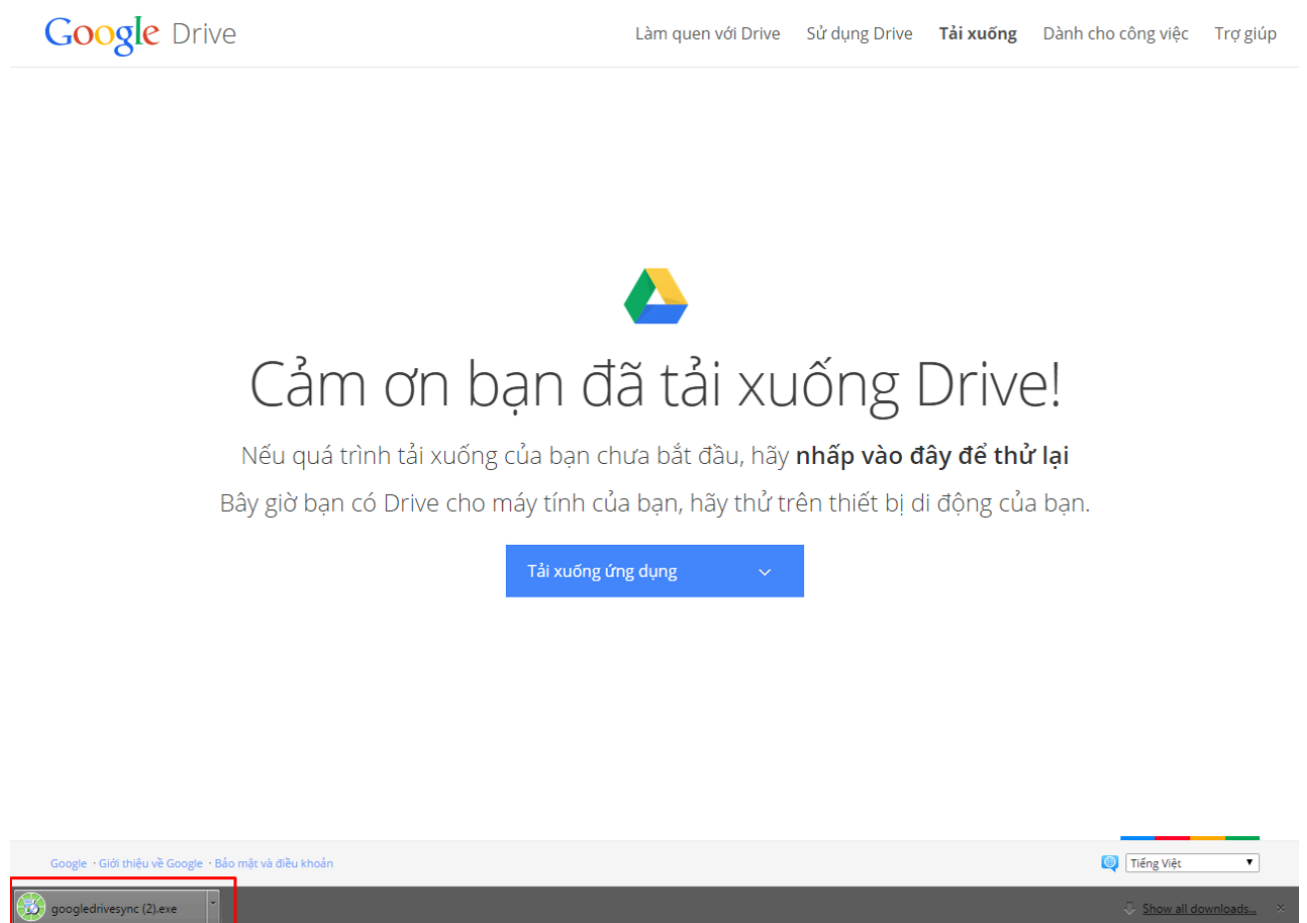 Google Drive
Làm quen với Drive Sử dụng Drive Tải xuống Dành cho công việc Trợ giúp
Cảm ơn bạn đã tải xuống Drive!
Nếu quá trình tải xuống của bạn chưa bắt đầu, hãy nhấp vào đây để thử lại
Bây giờ bạn có Drive cho máy tính của bạn, hãy thử trên thiết bị di động của bạn.
Tải xuống ứng dụng
Google · Giới thiệu về Google · Bảo mật và điều khoản
Tiếng Việt
googledrivesync (2).exe
Show all downloads...